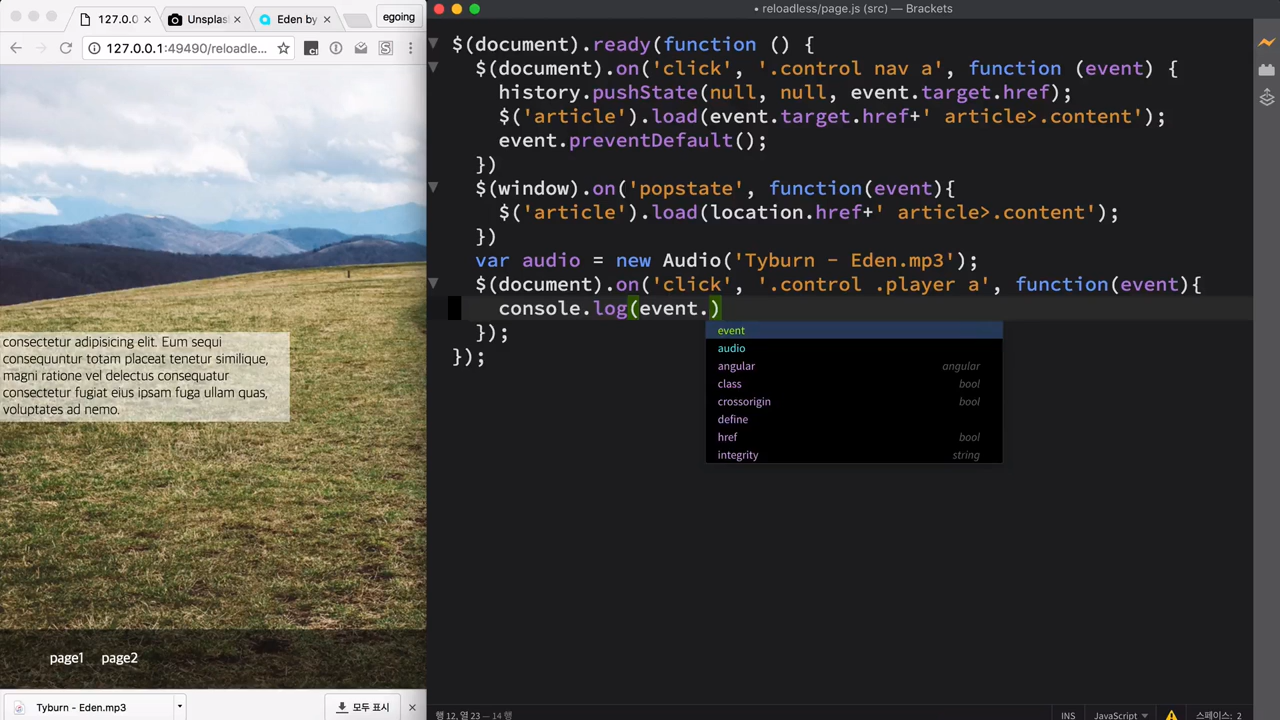 127.0.0
Unsplas
Eden by
egoing
127.0.0.1:49490/reloadle...
C!
S
consectetur adipisicing elit. Eum sequi
consequuntur totam placeat tenetur similique,
magni ratione vel delectus consequatur
consectetur fugiat eius ipsam fuga ullam quas,
voluptates ad nemo.
page1 page2
Tyburn - Eden.mp3
모두 표시
• reloadless/page.js (src) — Brackets
$(document).ready(function () {
$(document).on('click', '.control nav a', function (event) {
history.pushState(null, null, event.target.href);
$('article').load(event.target.href+' article>.content');
event.preventDefault();
})
$(window).on('popstate', function(event){
$('article').load(location.href+' article>.content');
})
var audio = new Audio('Tyburn - Eden.mp3');
$(document).on('click', '.control .player a', function(event){
console.log(event.)
});
});
event
audio
angular angular
class bool
crossorigin bool
define
href bool
integrity string
행 12, 열 23 — 14 행
INS
JavaScript
스페이스: 2